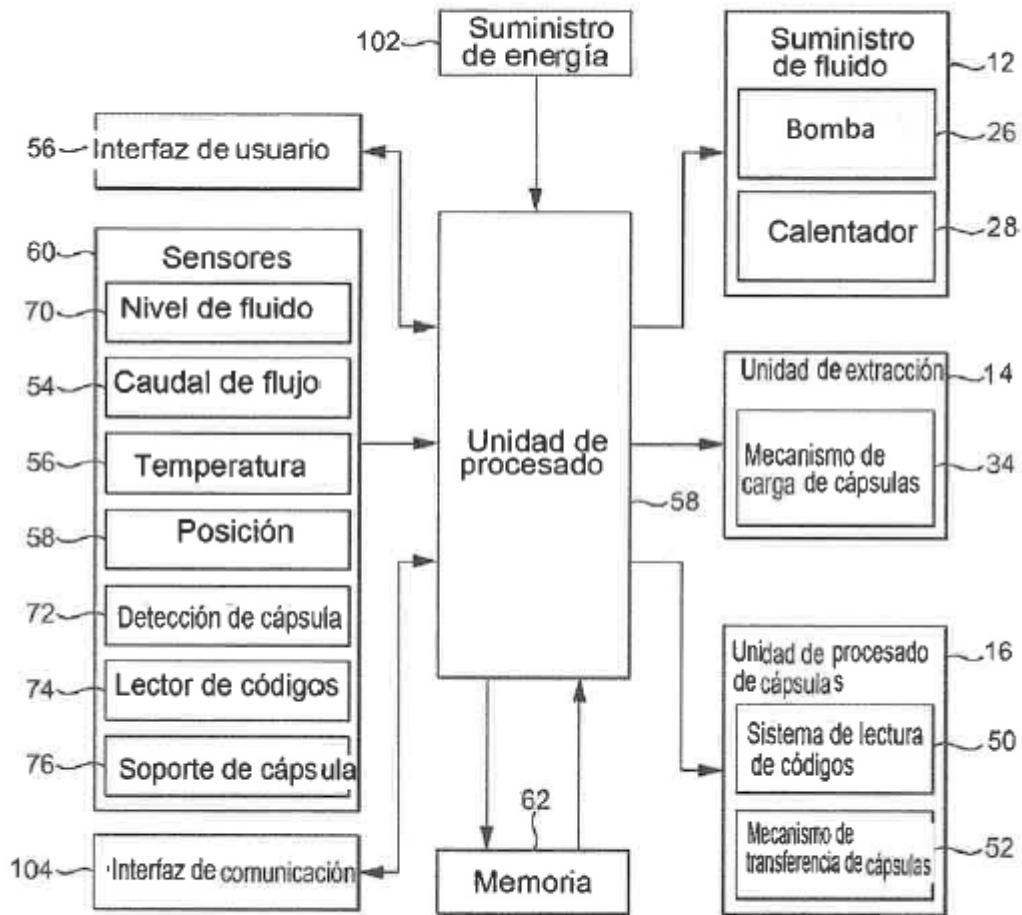 102
Suministro
de energía
56
Interfaz de usuario
60
Sensores
70
Nivel de fluido
54
Caudal de flujo
56
Temperatura
58
Posición
72
Detección de cápsula
74
Lector de códigos
76
Soporte de cápsula
104
Interfaz de comunicación
Unidad de
procesado
58
62
Memoria
Suministro
de fluido
12
Bomba
26
Calentador
28
Unidad de extracción
14
Mecanismo de
carga de cápsulas
34
Unidad de procesado
de cápsulas
16
Sistema de lectura
de códigos
50
Mecanismo de
transferencia de cápsulas
52